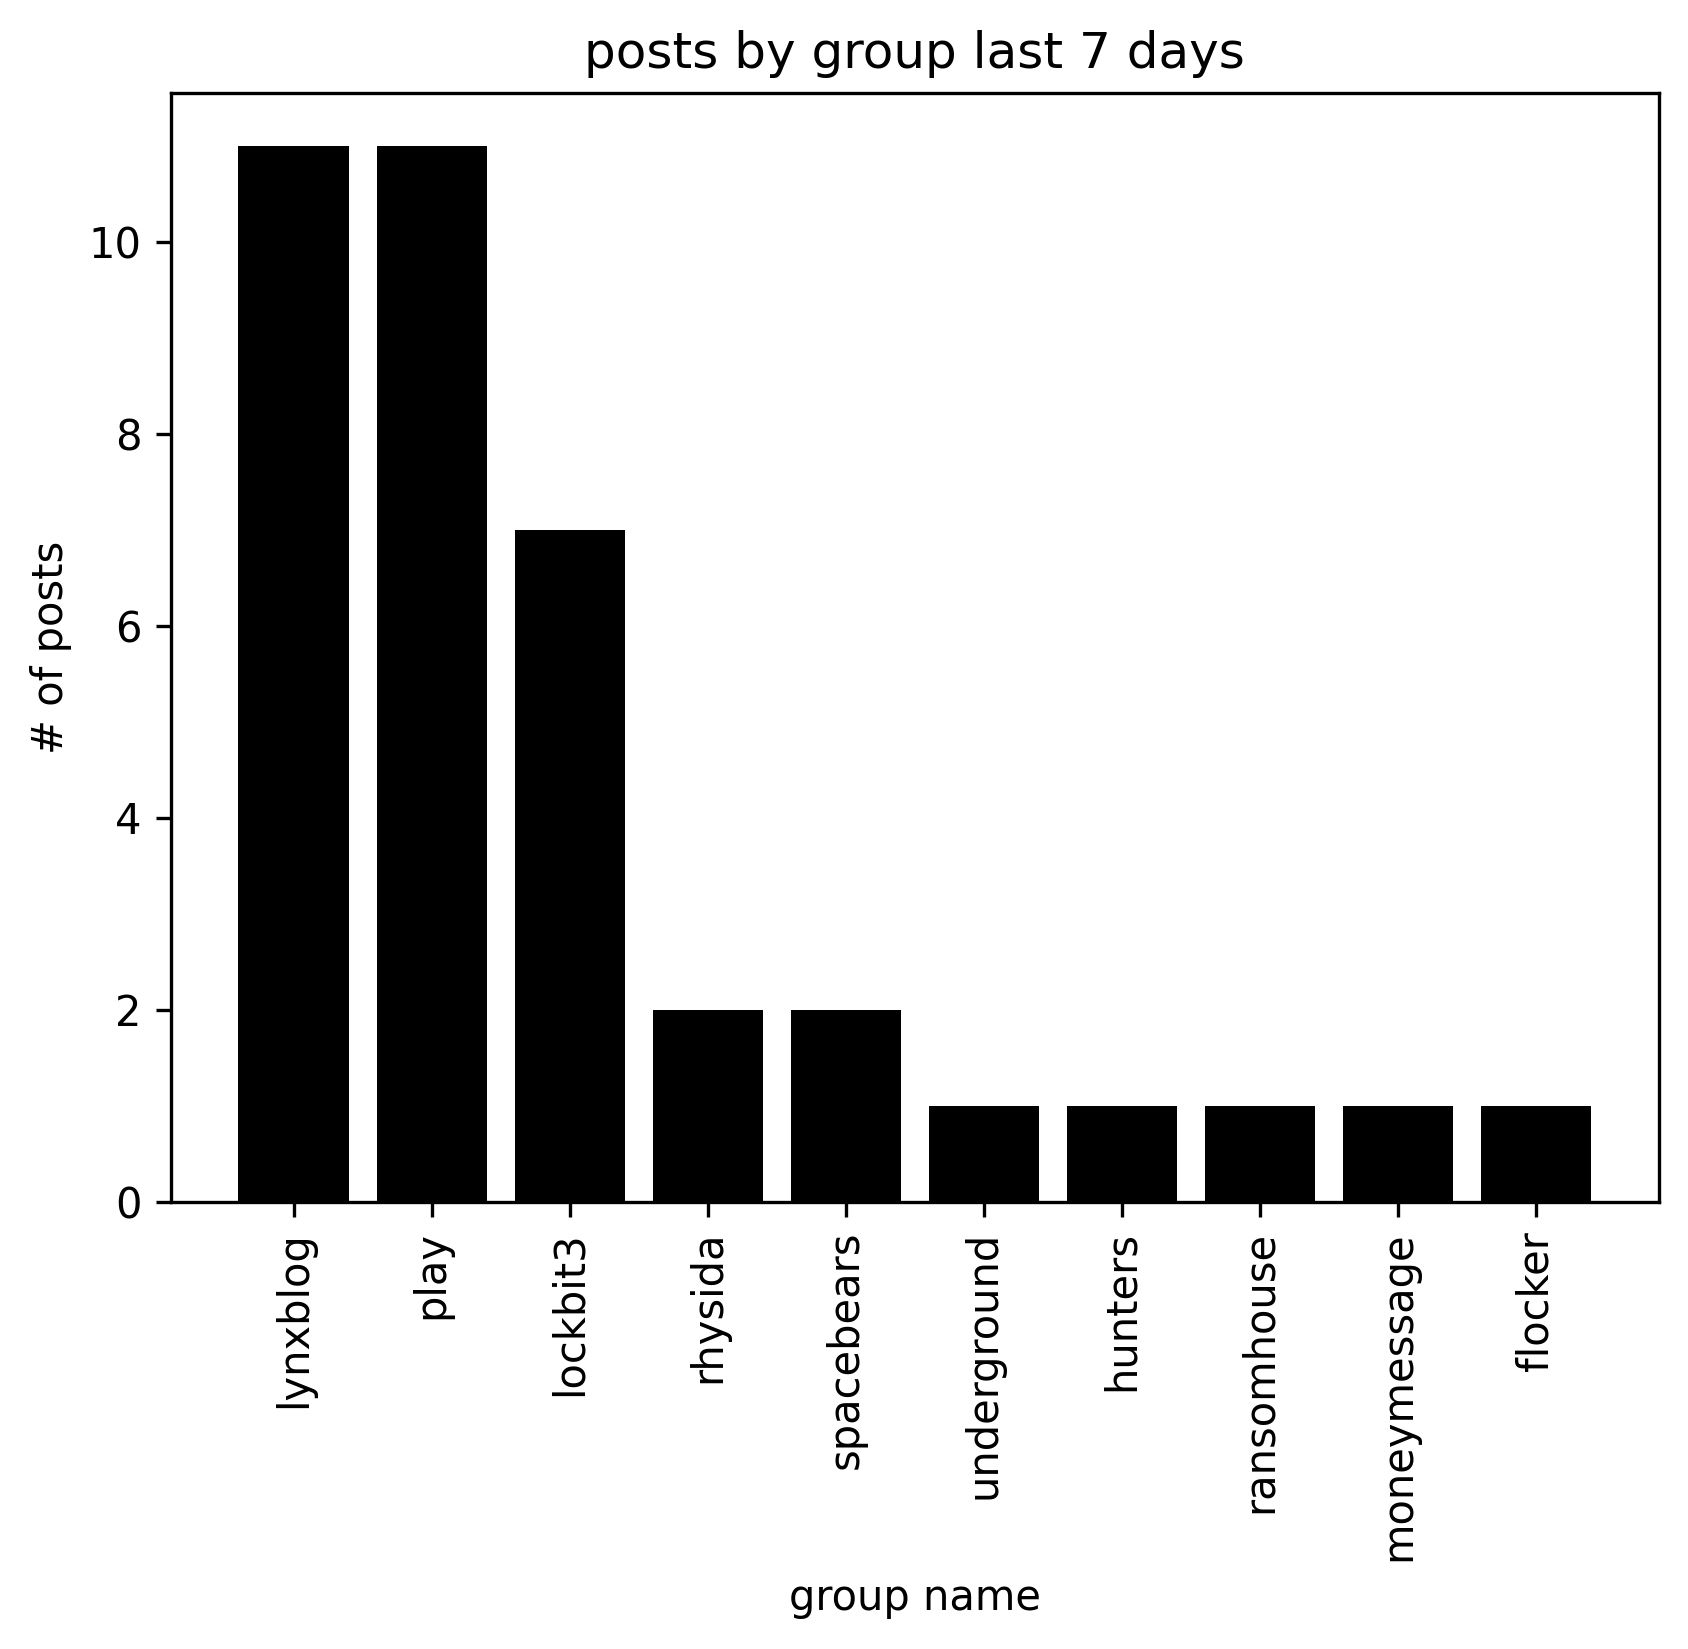 posts by group last 7 days
# of posts
10
8
6
4
2
0
lynxblog
play
lockbit3
rhysida
spacebears
underground
hunters
ransomhouse
moneymessage
flocker
group name